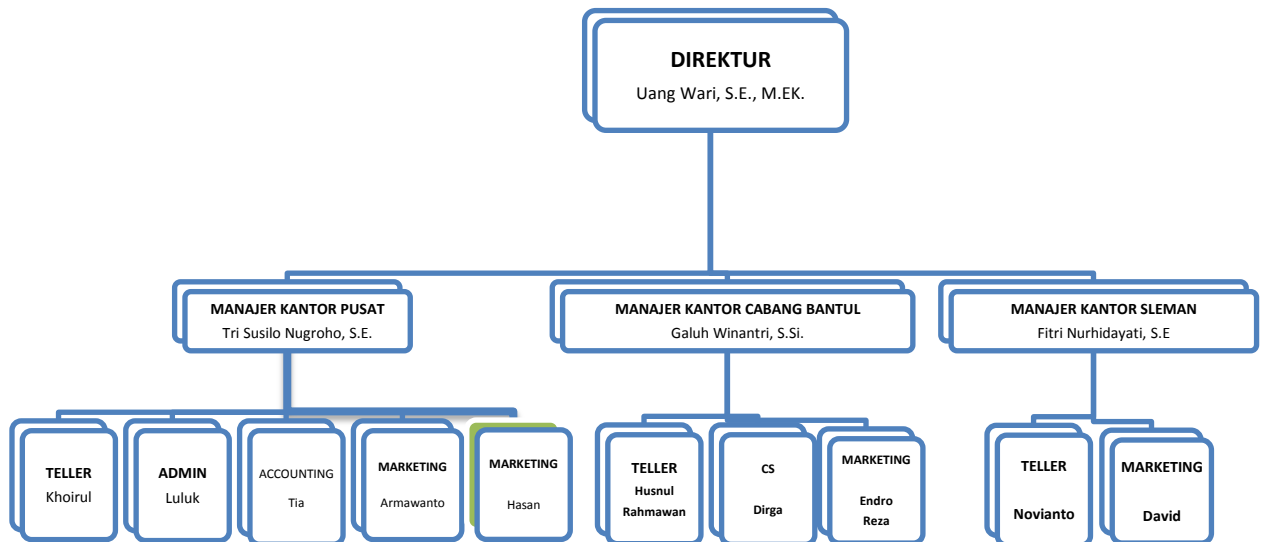 DIREKTUR
Uang Wari, S.E., M.EK.
MANAJER KANTOR PUSAT
Tri Susilo Nugroho, S.E.
MANAJER KANTOR CABANG BANTUL
Galuh Winantri, S.Si.
MANAJER KANTOR SLEMAN
Fitri Nurhidayati, S.E
TELLER
Khoirul
ADMIN
Luluk
ACCOUNTING
Tia
MARKETING
Armawanto
MARKETING
Hasan
TELLER
Husnul
Rahmawan
CS
Dirga
MARKETING
Endro
Reza
TELLER
Novianto
MARKETING
David